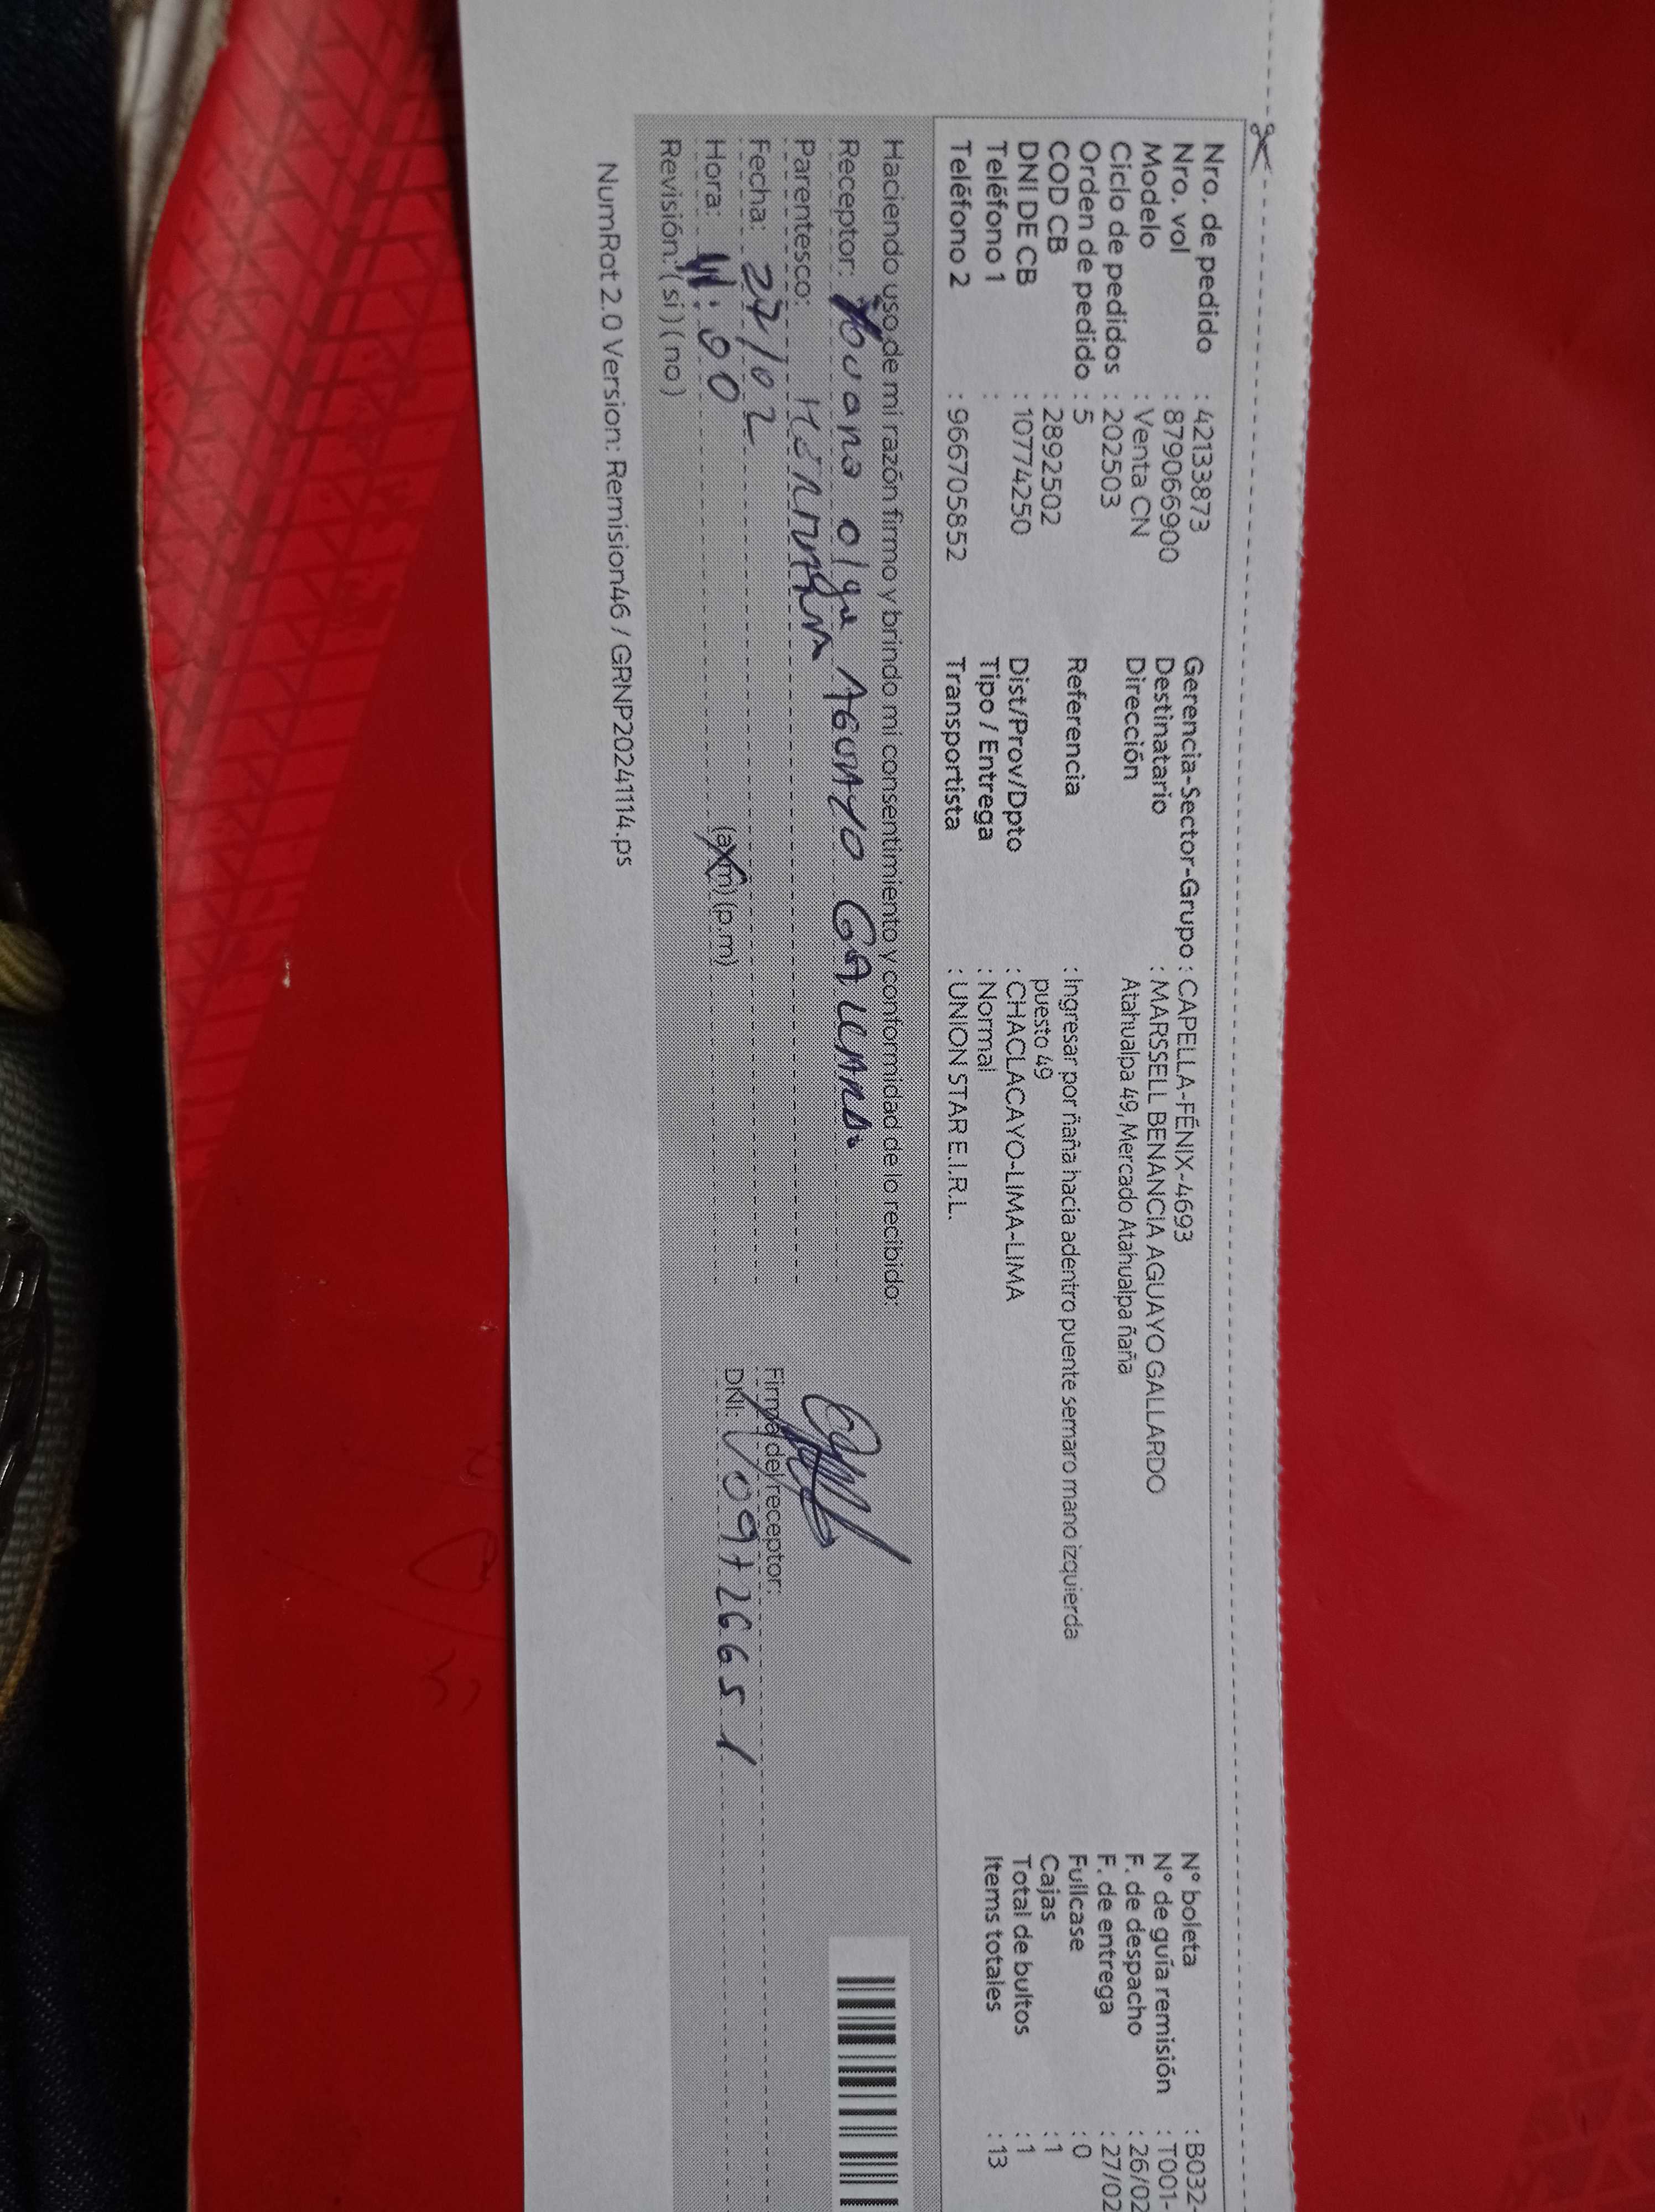 Nro. de pedido : 42133873
Nro. vol : 879066900
Modelo : Venta CN
Ciclo de pedidos : 202503
Orden de pedido : 5
COD CB : 2892502
DNI DE CB : 10774250
Teléfono 1 :
Teléfono 2 : 966705852
Gerencia-Sector-Grupo : CAPELLA-FÉNIX-4693
Destinatario : MARSSELL BENANCIA AGUAYO GALLARDO
Dirección Atahualpa 49, Mercado Atahualpa ñaña
Referencia : Ingresar por ñaña hacia adentro puente semaro mano izquierda
puesto 49
Dist/Prov/Dpto : CHACLACAYO-LIMA-LIMA
Tipo / Entrega : Normal
Transportista : UNION STAR E.I.R.L.
N° boleta : B032-
N° de guía remisión : T001-
F. de despacho : 26/02
F. de entrega : 27/02
Fullcase : 0
Cajas : 1
Total de bultos : 1
Items totales : 13
Haciendo uso de mi razón firmo y brindo mi consentimiento y conformidad de lo recibido:
Receptor: olga AGUAYO GALLARDO
Parentesco: HERMANA
Fecha: 27/02
Hora: 11:00 (a.m) (p.m)
Revisión: (si) (no)
Firma del receptor:
DNI: 09726651
NumRot 2.0 Version: Remision46 / GRNP20241114.ps